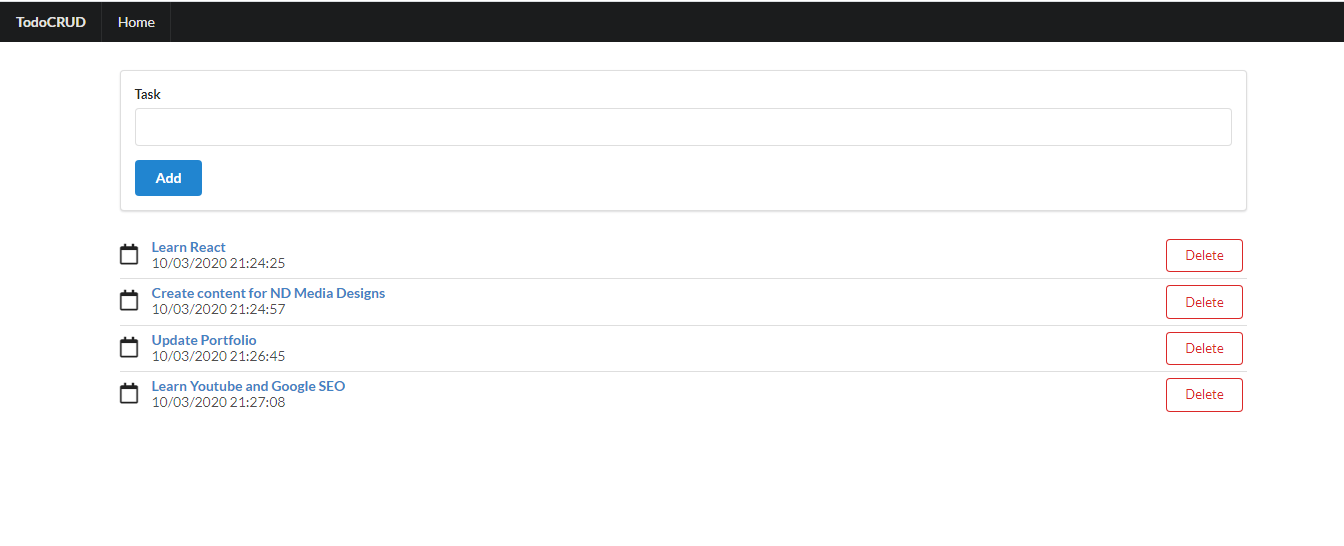 TodoCRUD Home
Task
Add
Learn React
10/03/2020 21:24:25
Delete
Create content for ND Media Designs
10/03/2020 21:24:57
Delete
Update Portfolio
10/03/2020 21:26:45
Delete
Learn Youtube and Google SEO
10/03/2020 21:27:08
Delete